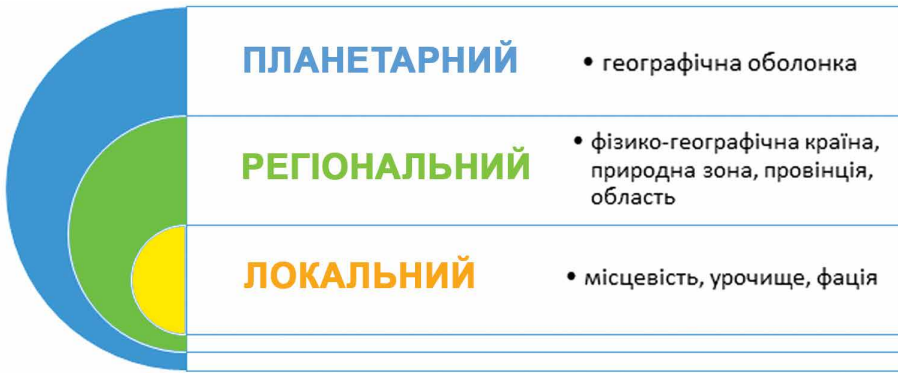 ПЛАНЕТАРНИЙ
• географічна оболонка
РЕГІОНАЛЬНИЙ
• фізико-географічна країна,
природна зона, провінція,
область
ЛОКАЛЬНИЙ
• місцевість, урочище, фація